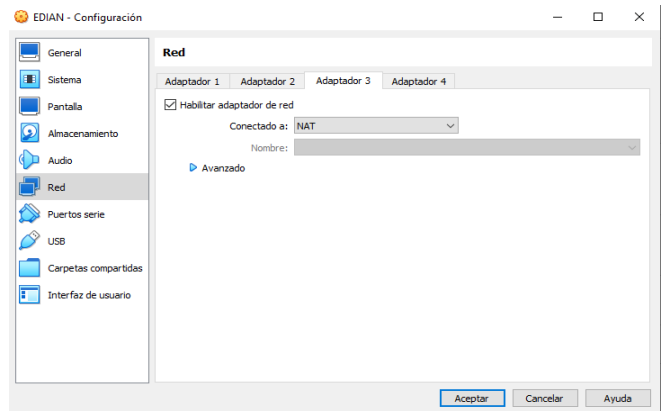 EDIAN - Configuración
General
Sistema
Pantalla
Almacenamiento
Audio
Red
Puertos serie
USB
Carpetas compartidas
Interfaz de usuario
Red
Adaptador 1 Adaptador 2 Adaptador 3 Adaptador 4
Habilitar adaptador de red
Conectado a: NAT
Nombre:
Avanzado
Aceptar Cancelar Ayuda